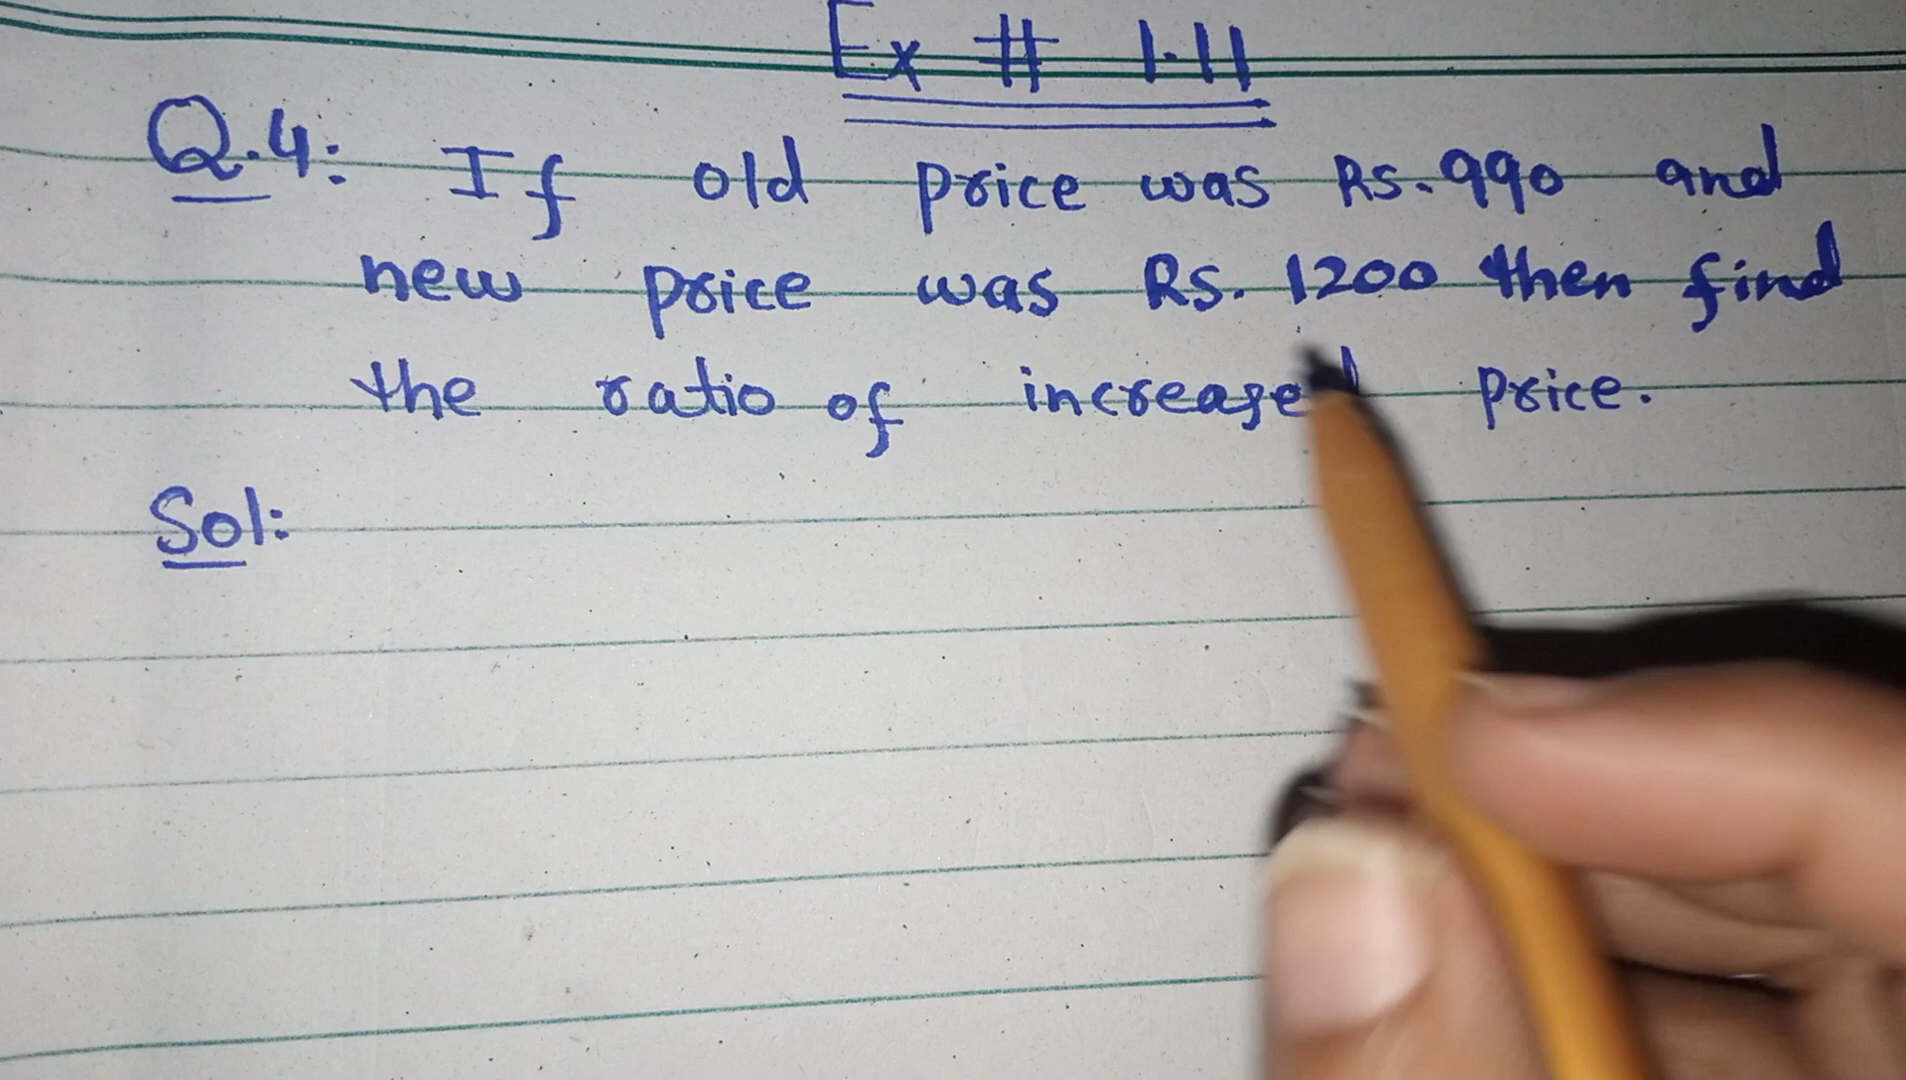 Ex # 1.11
Q.4: If old price was Rs.990 and
new price was Rs. 1200 then find
the ratio of increased price.
Sol: